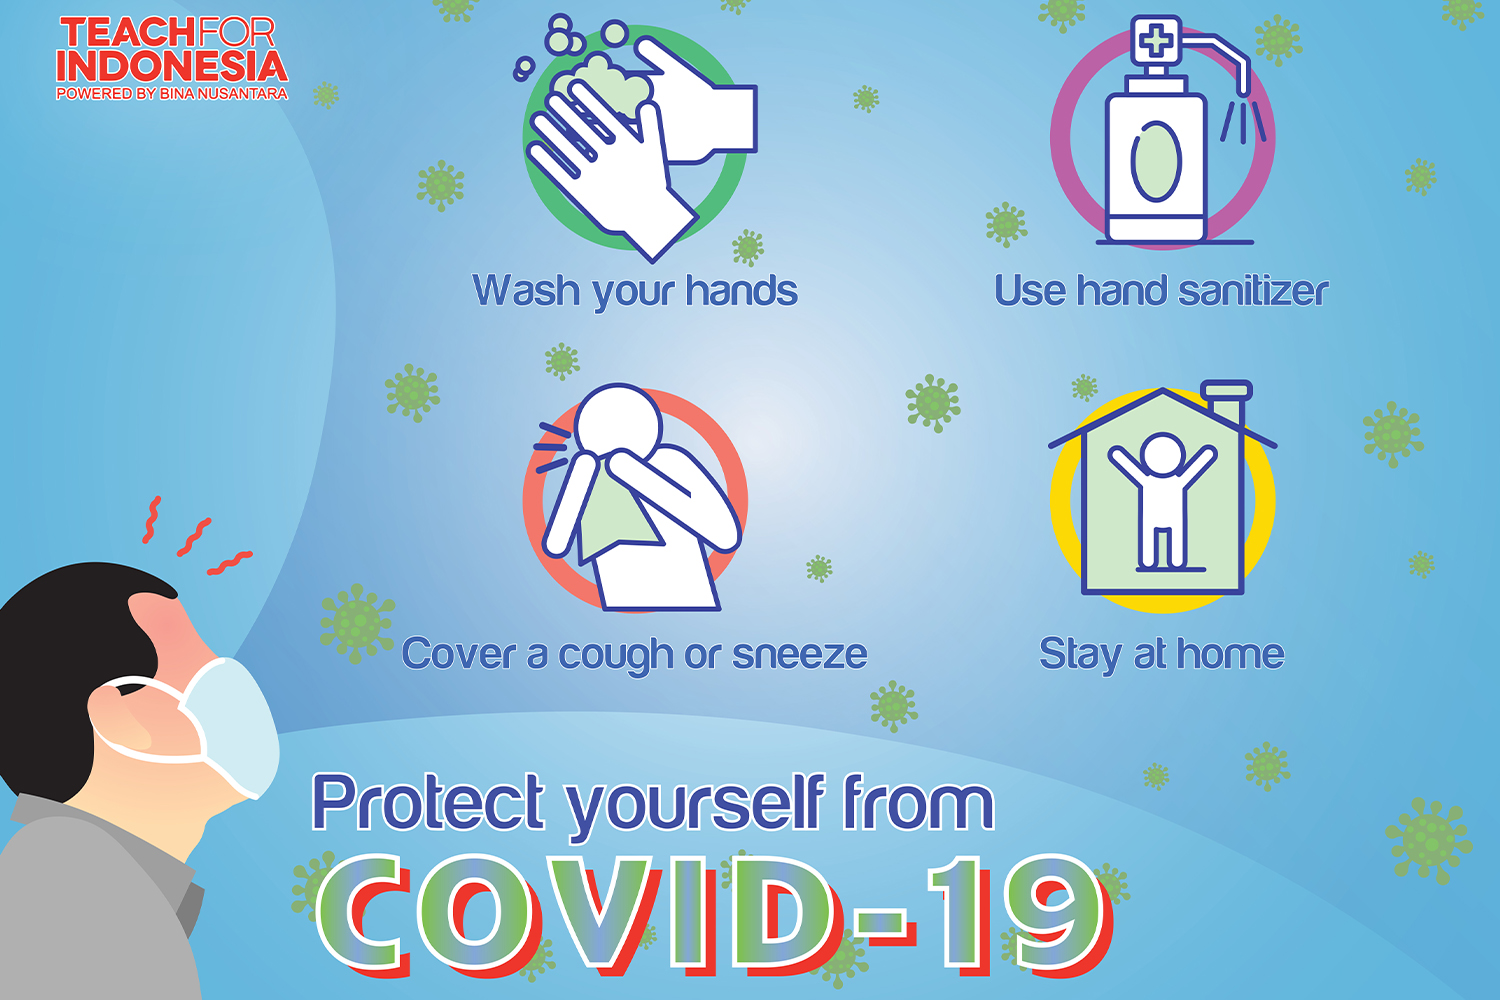 TEACHFOR
INDONESIA
POWERED BY BINA NUSANTARA
Wash your hands
Use hand sanitizer
Cover a cough or sneeze
Stay at home
Protect yourself from
COVID-19